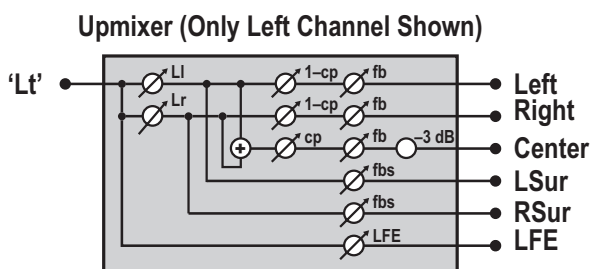 Upmixer (Only Left Channel Shown)
'Lt' Ll 1–cp fb Left
Lr 1–cp fb Right
+ cp fb –3 dB Center
fbs LSur
fbs RSur
LFE LFE